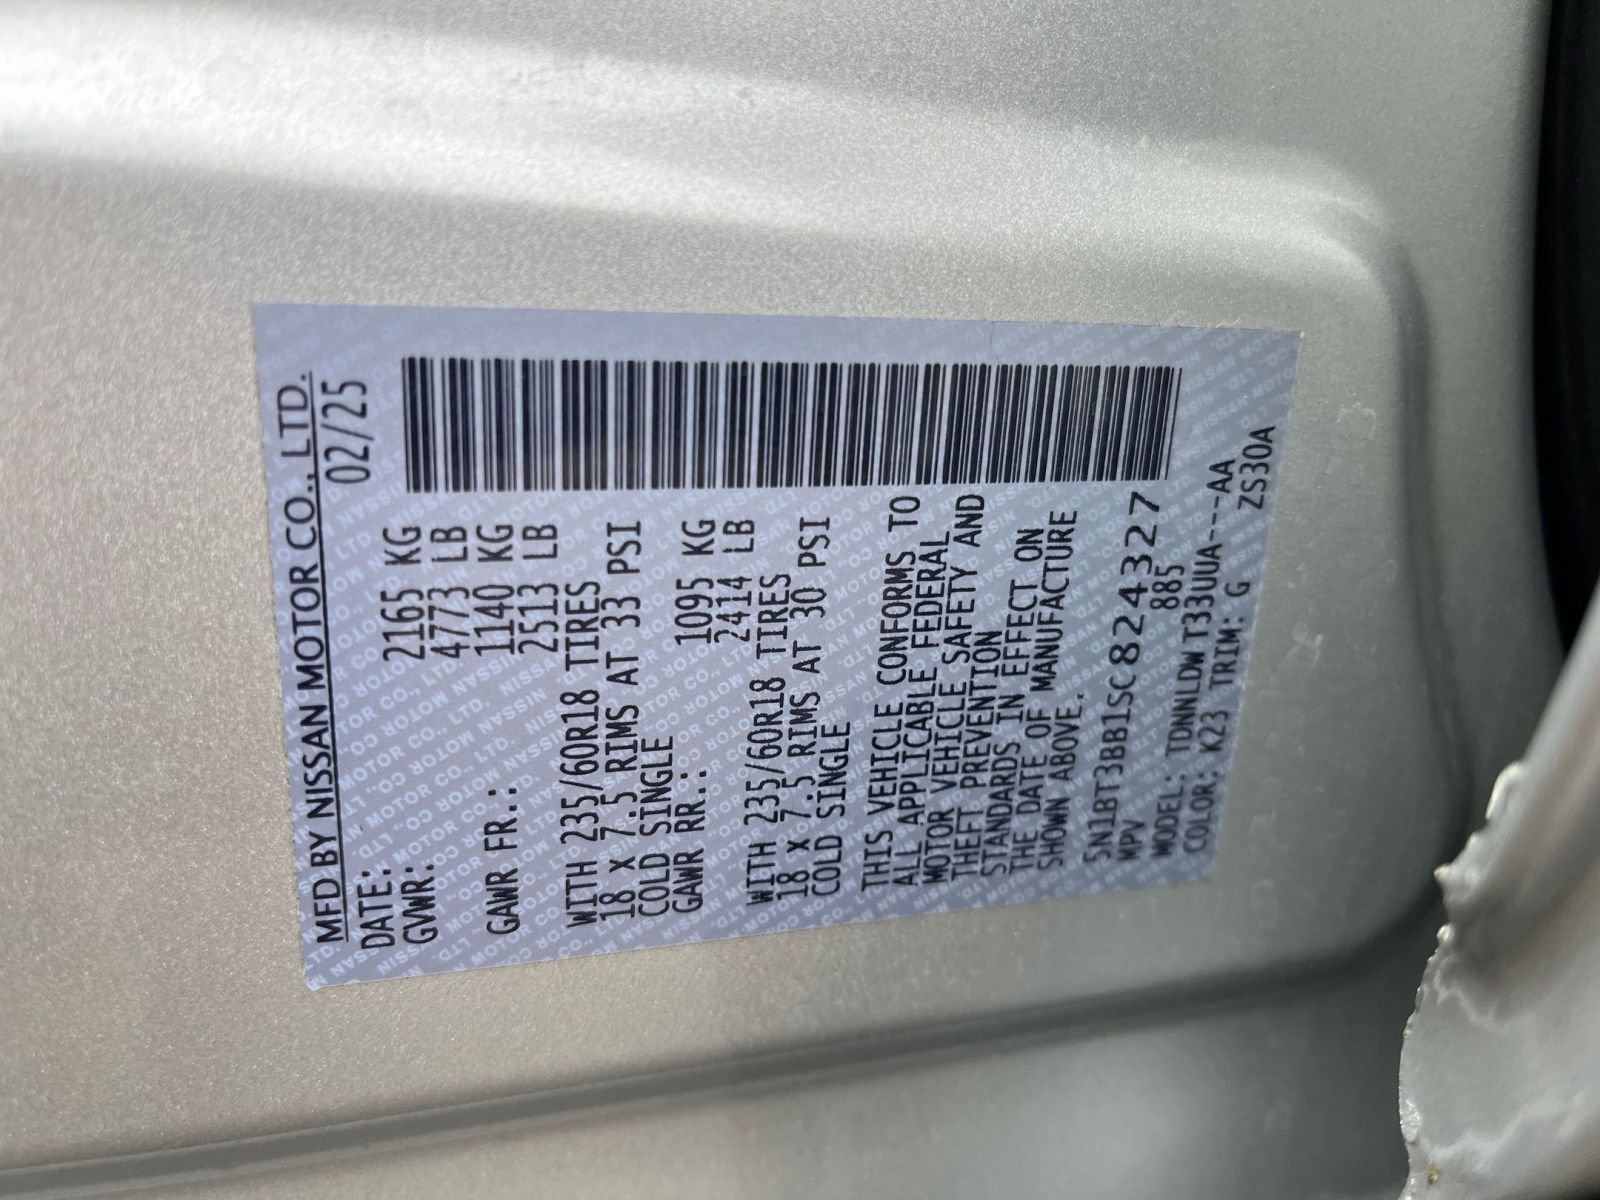 MFD BY NISSAN MOTOR CO., LTD.
DATE: 02/25
GVWR: 2165 KG
4773 LB
GAWR FR.: 1140 KG
2513 LB
WITH 235/60R18 TIRES
18 X 7.5 RIMS AT 33 PSI
COLD SINGLE
GAWR RR.: 1095 KG
2414 LB
WITH 235/60R18 TIRES
18 X 7.5 RIMS AT 30 PSI
COLD SINGLE
THIS VEHICLE CONFORMS TO
ALL APPLICABLE FEDERAL
MOTOR VEHICLE SAFETY AND
THEFT PREVENTION
STANDARDS IN EFFECT ON
THE DATE OF MANUFACTURE
SHOWN ABOVE.
5N1BT3BB1SC824327
MPV 885
MODEL: TDNNLDWT33UUA---AA
COLOR: K23 TRIM: G ZS30A